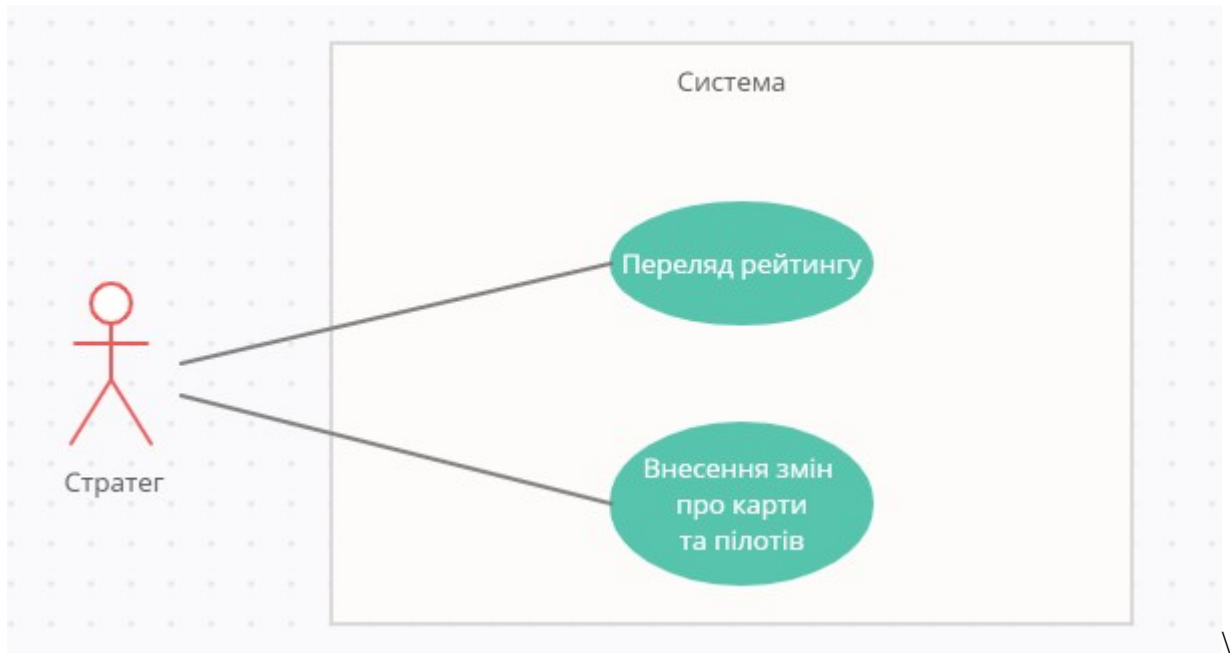 Система
Переляд рейтингу
Стратег
Внесення змін
про карти
та пілотів
\